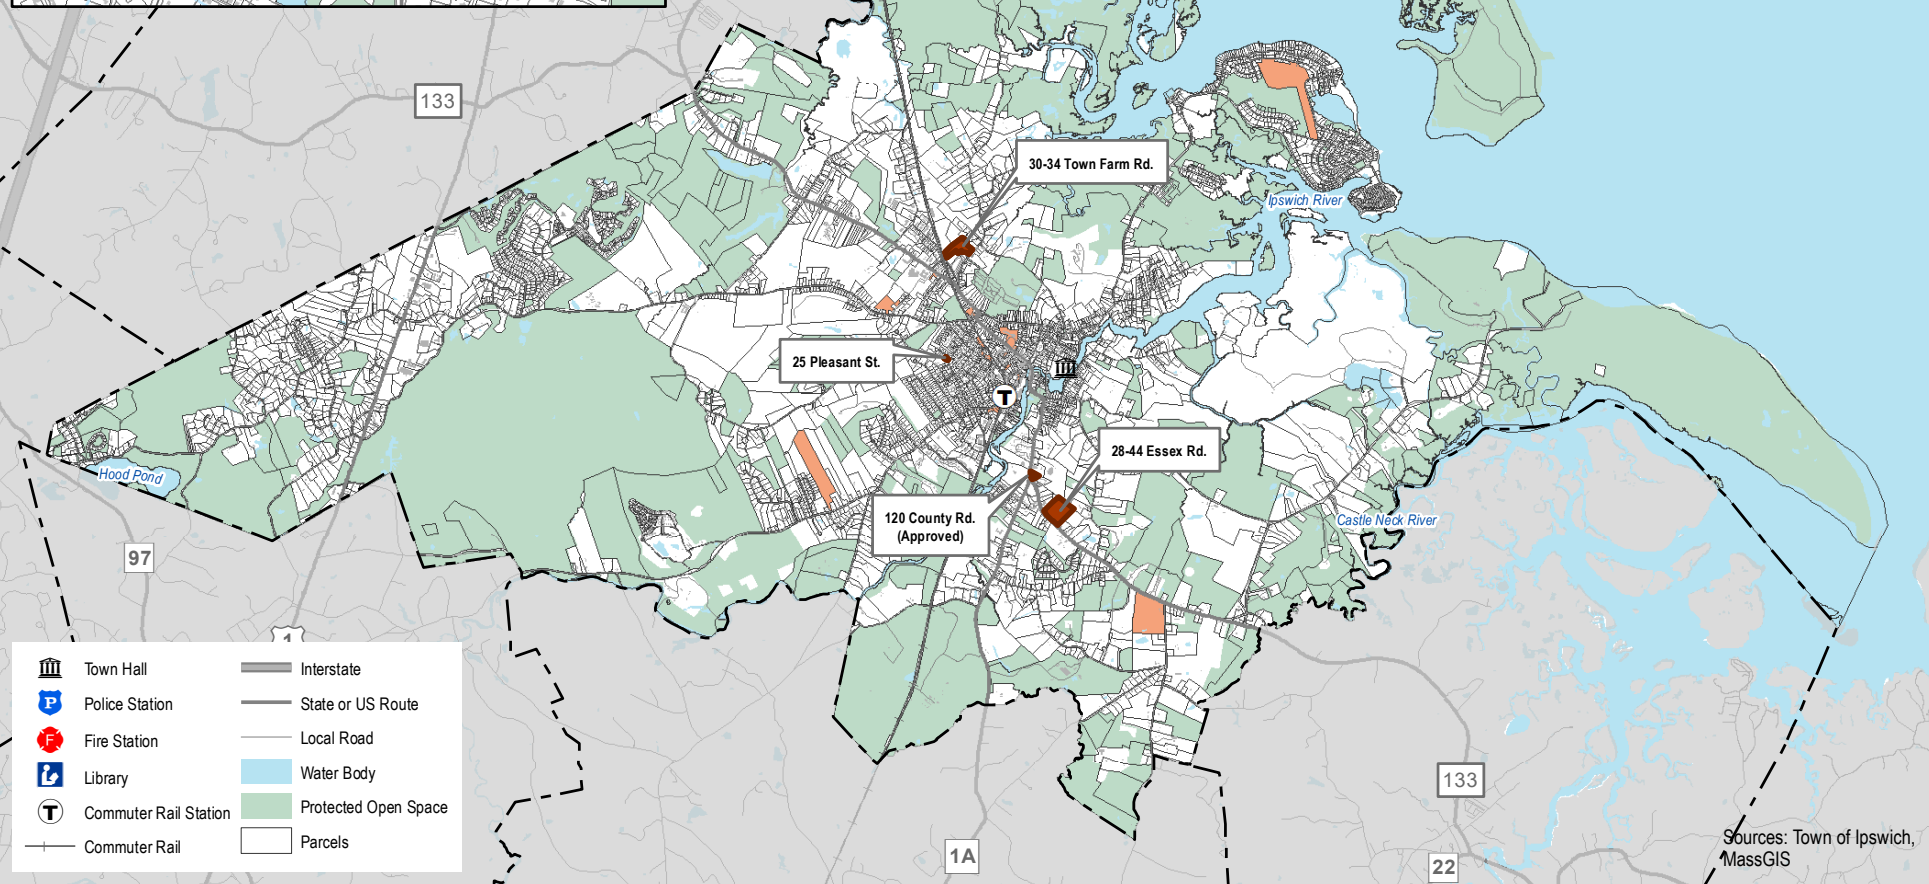 133
30-34 Town Farm Rd.
Ipswich River
25 Pleasant St.
T
28-44 Essex Rd.
Hood Pond
120 County Rd.
(Approved)
Castle Neck River
97
1
Town Hall
P Police Station
F Fire Station
Library
T Commuter Rail Station
Commuter Rail
Interstate
State or US Route
Local Road
Water Body
Protected Open Space
Parcels
133
1A
22
Sources: Town of Ipswich,
MassGIS